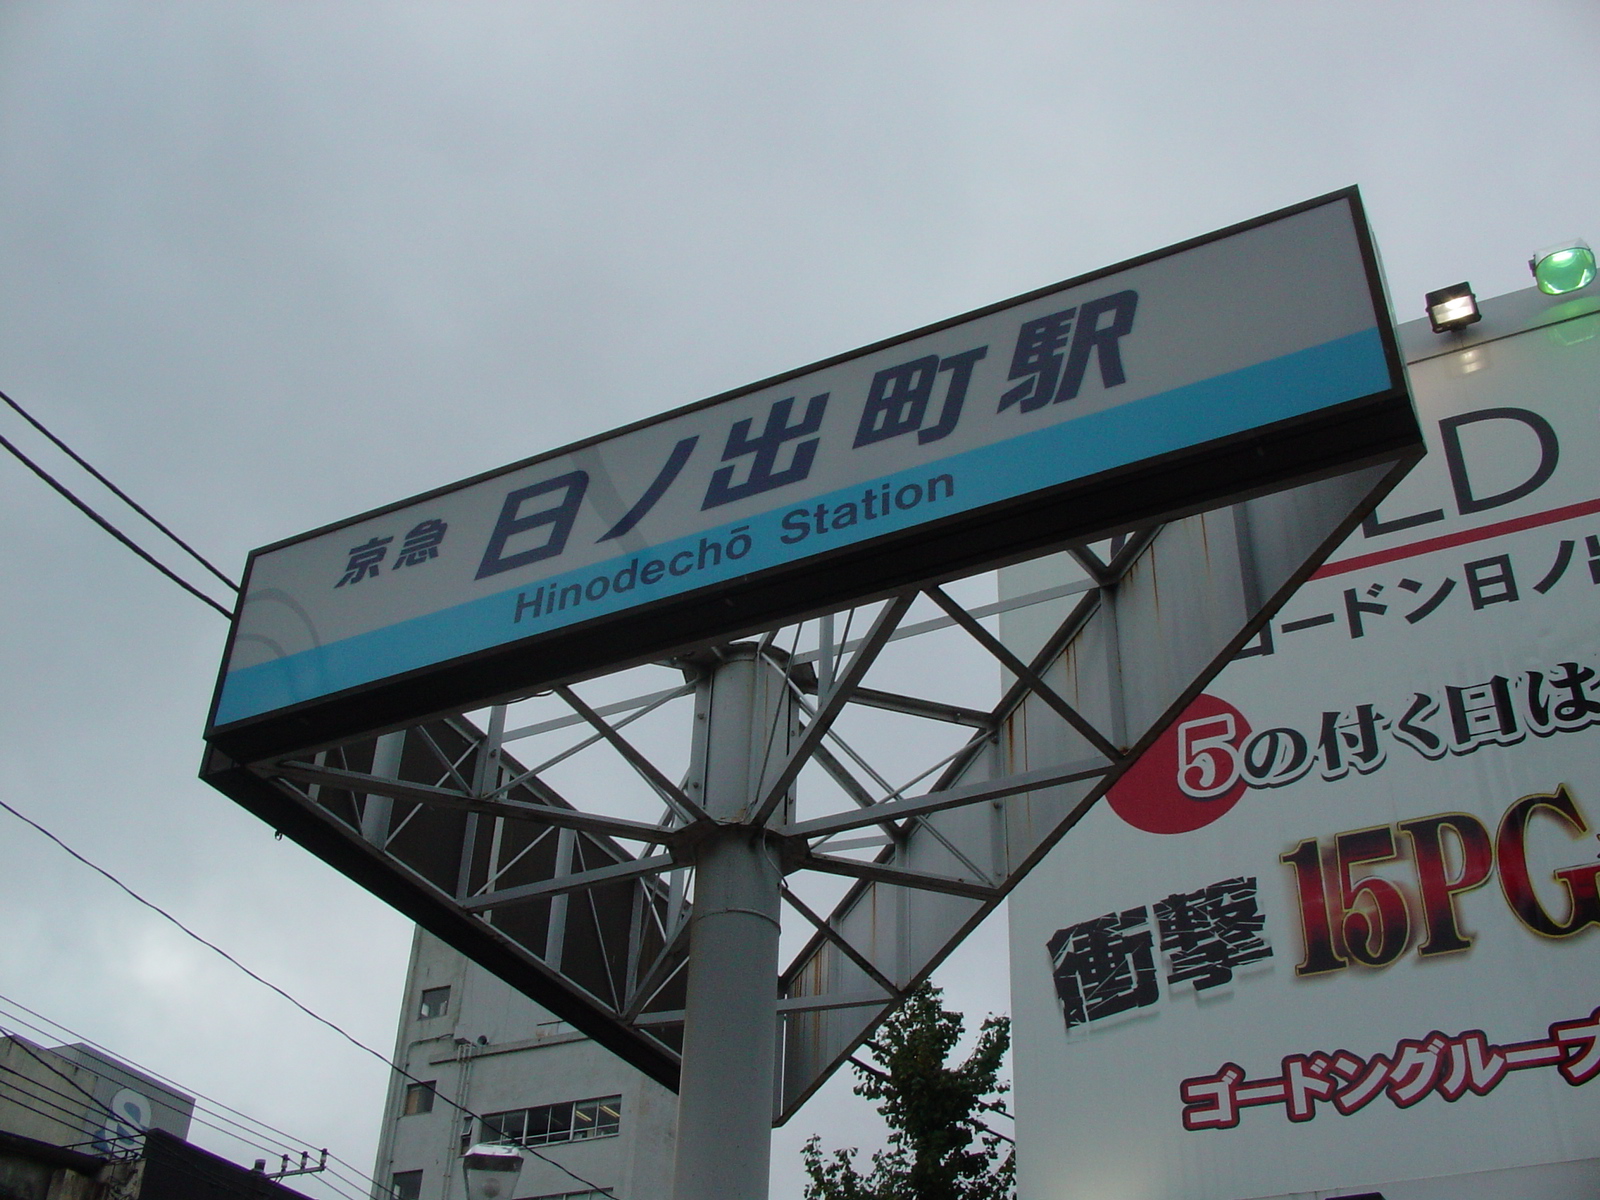 京急 日ノ出町駅
Hinodechō Station
LD
ゴードン日ノ出
5の付く日は
衝撃 15PG
ゴードングループ